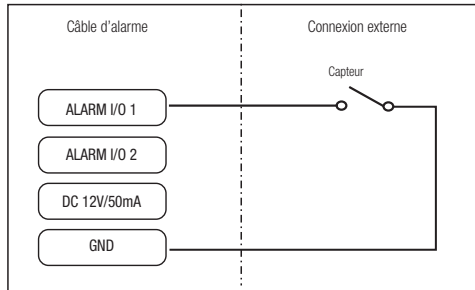 Câble d'alarme
Connexion externe
Capteur
ALARM I/O 1
ALARM I/O 2
DC 12V/50mA
GND